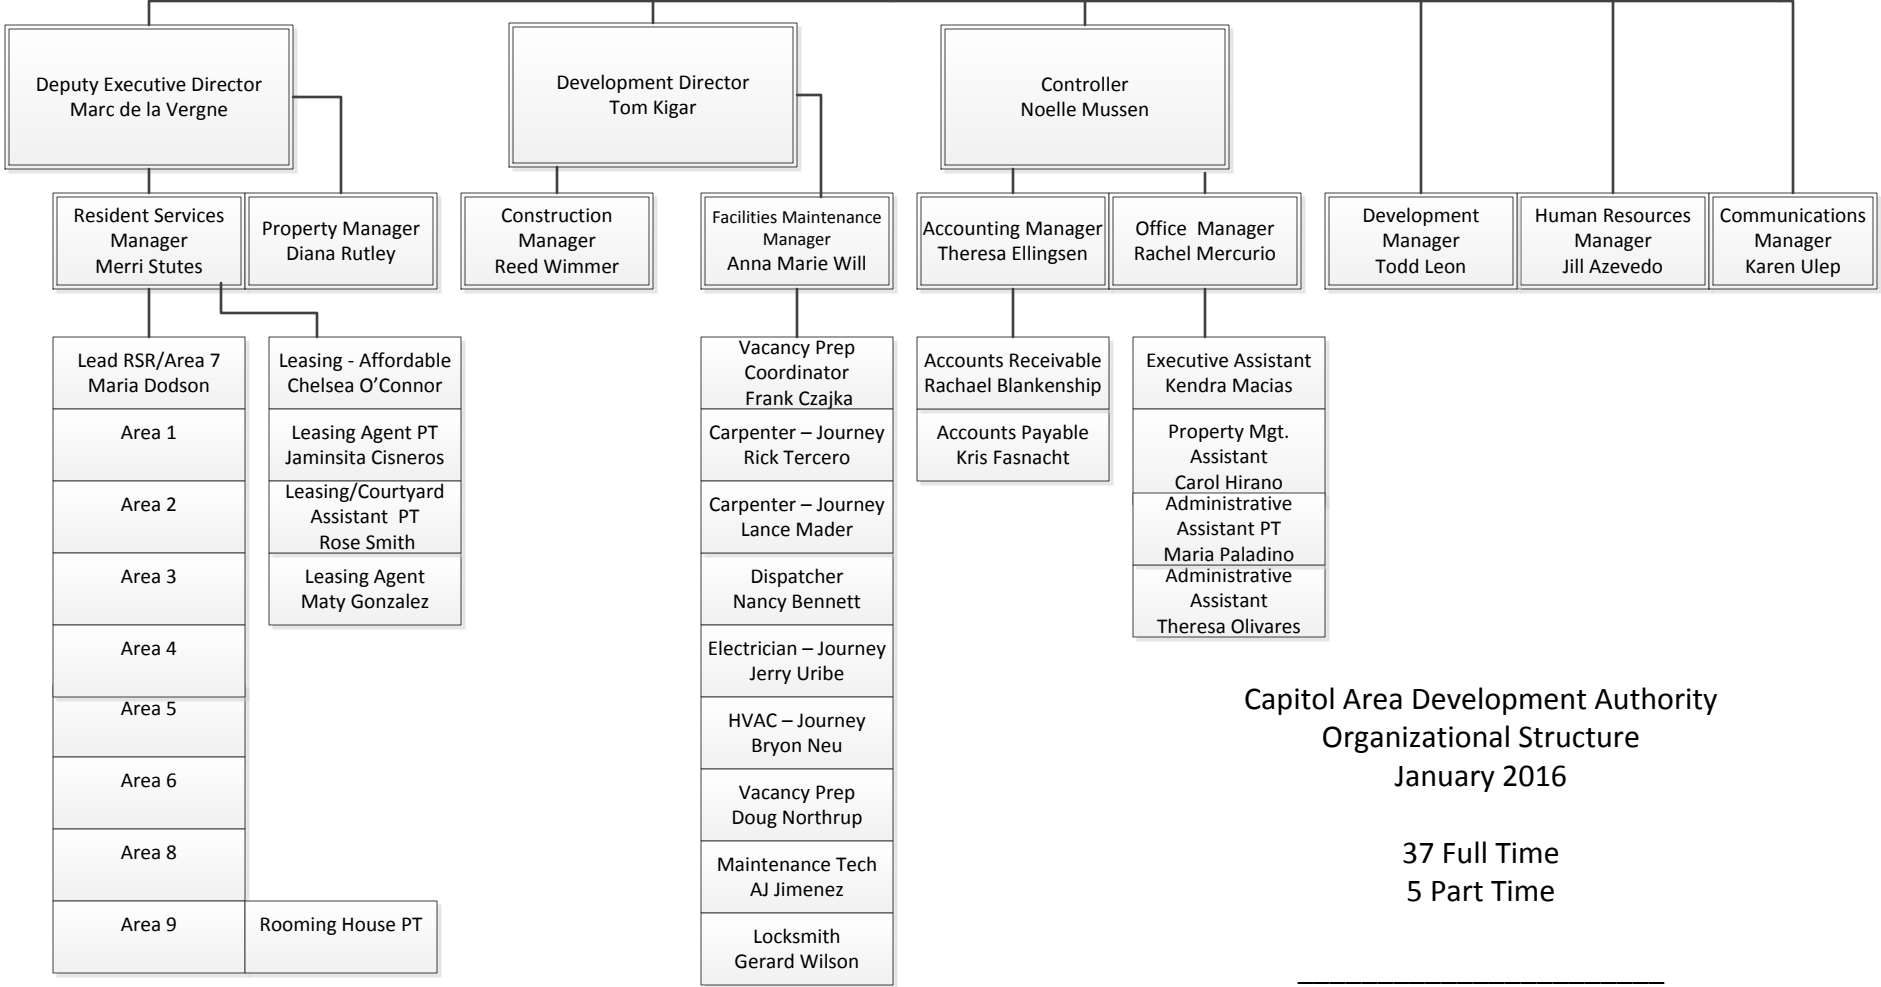 Deputy Executive Director
Marc de la Vergne
Development Director
Tom Kigar
Controller
Noelle Mussen
Resident Services
Manager
Merri Stutes
Property Manager
Diana Rutley
Construction
Manager
Reed Wimmer
Facilities Maintenance
Manager
Anna Marie Will
Accounting Manager
Theresa Ellingsen
Office Manager
Rachel Mercurio
Development
Manager
Todd Leon
Human Resources
Manager
Jill Azevedo
Communications
Manager
Karen Ulep
Lead RSR/Area 7
Maria Dodson
Area 1
Area 2
Area 3
Area 4
Area 5
Area 6
Area 8
Area 9
Rooming House PT
Leasing - Affordable
Chelsea O’Connor
Leasing Agent PT
Jaminsita Cisneros
Leasing/Courtyard
Assistant PT
Rose Smith
Leasing Agent
Maty Gonzalez
Vacancy Prep
Coordinator
Frank Czajka
Carpenter – Journey
Rick Tercero
Carpenter – Journey
Lance Mader
Dispatcher
Nancy Bennett
Electrician – Journey
Jerry Uribe
HVAC – Journey
Bryon Neu
Vacancy Prep
Doug Northrup
Maintenance Tech
AJ Jimenez
Locksmith
Gerard Wilson
Accounts Receivable
Rachael Blankenship
Accounts Payable
Kris Fasnacht
Executive Assistant
Kendra Macias
Property Mgt.
Assistant
Carol Hirano
Administrative
Assistant PT
Maria Paladino
Administrative
Assistant
Theresa Olivares
Capitol Area Development Authority
Organizational Structure
January 2016
37 Full Time
5 Part Time